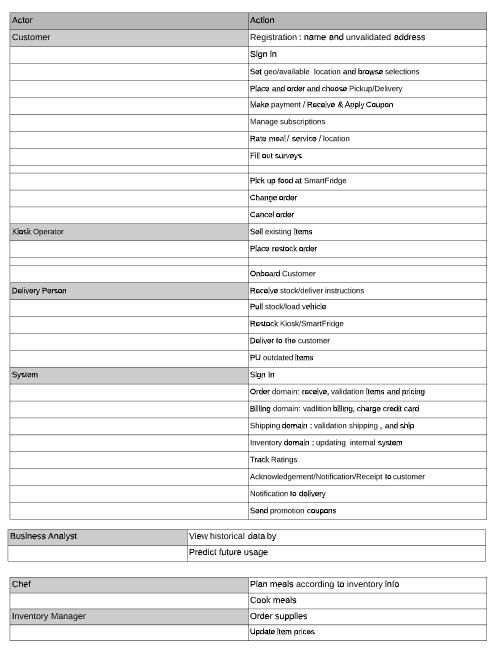 Actor Action
Customer Registration : name and unvalidated address
Sign In
Set geo/available location and browse selections
Place and order and choose Pickup/Delivery
Make payment / Receive & Apply Coupon
Manage subscriptions
Rate meal / service / location
Fill out surveys
Pick up food at SmartFridge
Change order
Cancel order
Kiosk Operator Sell existing items
Place restock order
Onboard Customer
Delivery Person Receive stock/deliver instructions
Pull stock/load vehicle
Restock Kiosk/SmartFridge
Deliver to the customer
PU outdated items
System Sign In
Order domain: receive, validation items and pricing
Billing domain: vadlition billing, charge credit card
Shipping domain : validation shipping , and ship
Inventory domain : updating internal system
Track Ratings
Acknowledgement/Notification/Receipt to customer
Notification to delivery
Send promotion coupons
Business Analyst View historical data by
Predict future usage
Chef Plan meals according to inventory info
Cook meals
Inventory Manager Order supplies
Update item prices